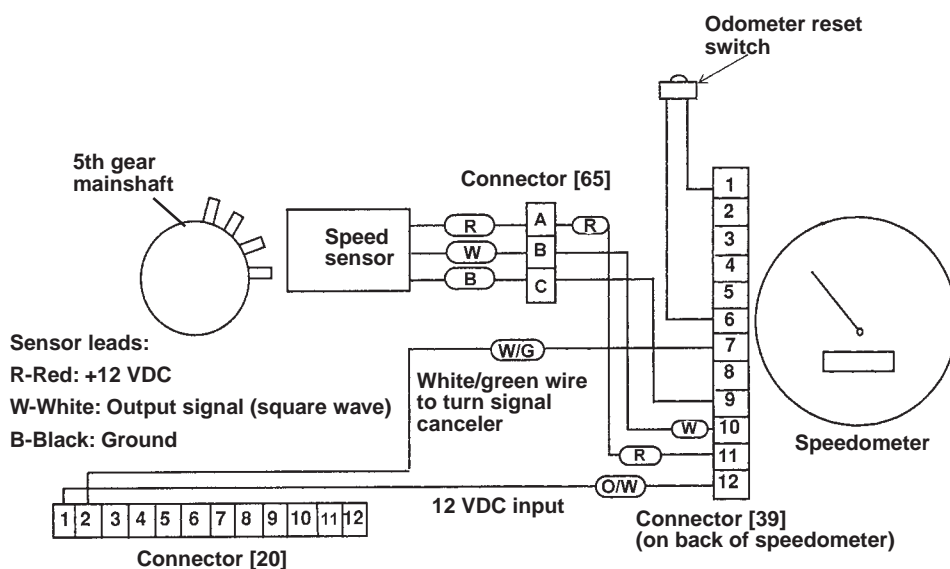 Odometer reset
switch
5th gear
mainshaft
Connector [65]
Speed
sensor
R
W
B
A
B
C
R
1
2
3
4
5
6
7
8
9
10
11
12
Sensor leads:
R-Red: +12 VDC
W-White: Output signal (square wave)
B-Black: Ground
W/G
White/green wire
to turn signal
canceler
W
R
O/W
Speedometer
12 VDC input
1 2 3 4 5 6 7 8 9 10 11 12
Connector [20]
Connector [39]
(on back of speedometer)